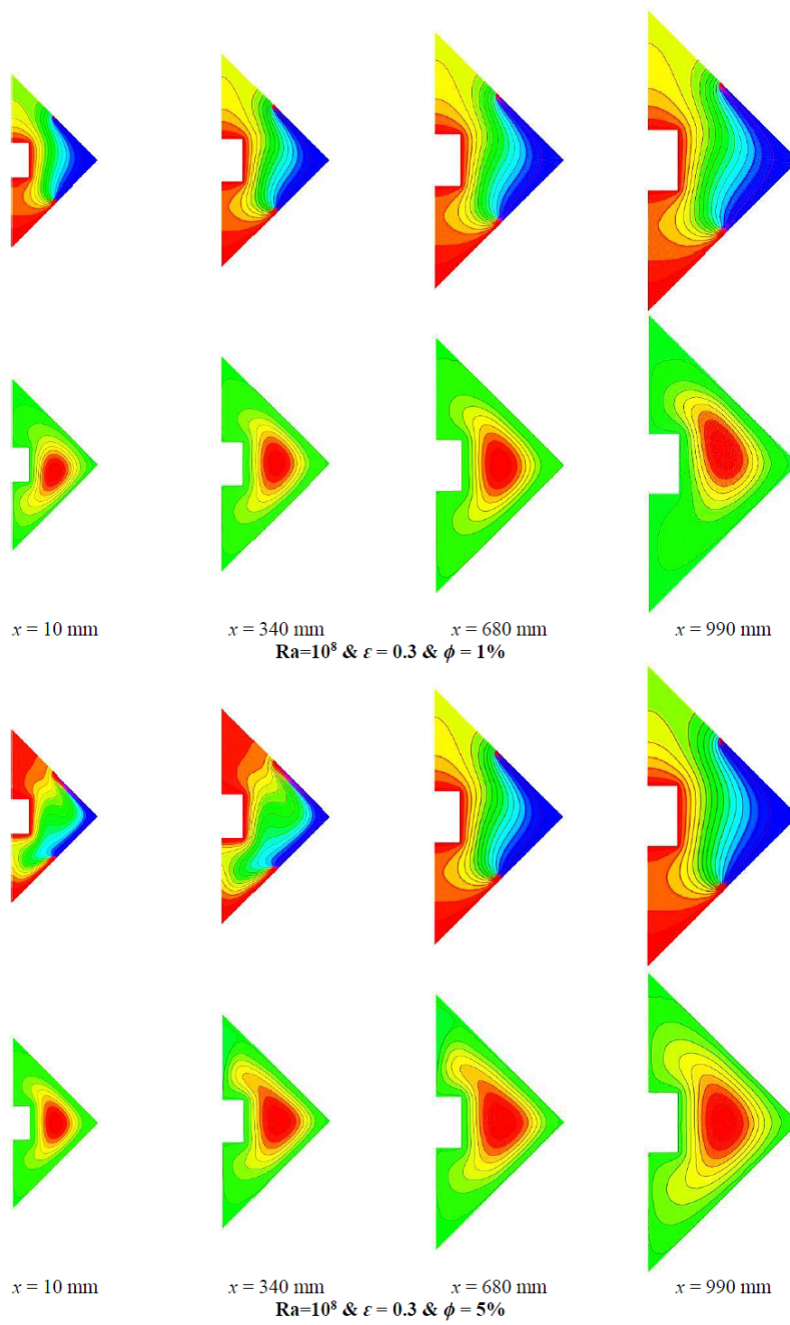 x = 10 mm x = 340 mm x = 680 mm x = 990 mm
Ra=10⁸ & ε = 0.3 & ϕ = 1%
x = 10 mm x = 340 mm x = 680 mm x = 990 mm
Ra=10⁸ & ε = 0.3 & ϕ = 5%